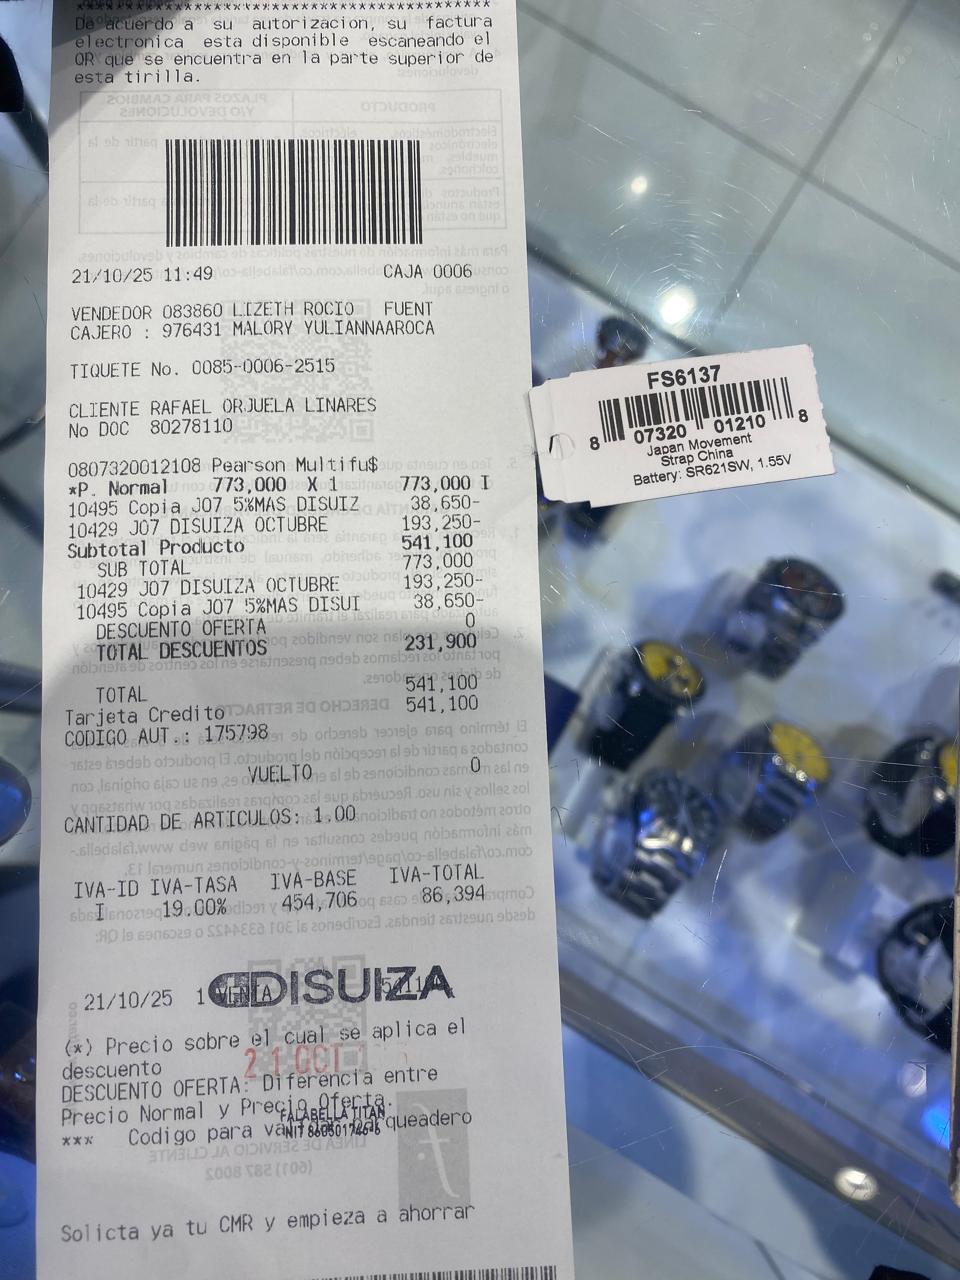 ************************************
De acuerdo a su autorizacion, su factura
electronica esta disponible escaneando el
QR que se encuentra en la parte superior de
esta tirilla.
21/10/25 11:49 CAJA 0006
VENDEDOR 083860 LIZETH ROCIO FUENT
CAJERO : 976431 MALORY YULIANNAAROCA
TIQUETE No. 0085-0006-2515
CLIENTE RAFAEL ORJUELA LINARES
No DOC 80278110
0807320012108 Pearson Multifu$
*P. Normal 773,000 X 1 773,000 I
10495 Copia J07 5%MAS DISUIZ 38,650-
10429 J07 DISUIZA OCTUBRE 193,250-
Subtotal Producto 541,100
SUB TOTAL 773,000
10429 J07 DISUIZA OCTUBRE 193,250-
10495 Copia J07 5%MAS DISUI 38,650-
DESCUENTO OFERTA 0
TOTAL DESCUENTOS 231,900
TOTAL 541,100
Tarjeta Credito 541,100
CODIGO AUT.: 175798
VUELTO 0
CANTIDAD DE ARTICULOS: 1.00
IVA-ID IVA-TASA IVA-BASE IVA-TOTAL
I 19.00% 454,706 86,394
DISUIZA
21/10/25 1 VENTA
(*) Precio sobre el cual se aplica el
21 OCT
descuento
DESCUENTO OFERTA: Diferencia entre
Precio Normal y Precio Oferta.
FALABELLA TITAN
*** Codigo para parqueadero
NIT
Solicta ya tu CMR y empieza a ahorrar
FS6137
8 07320 01210 8
Japan Movement
Strap China
Battery: SR621SW, 1.55V